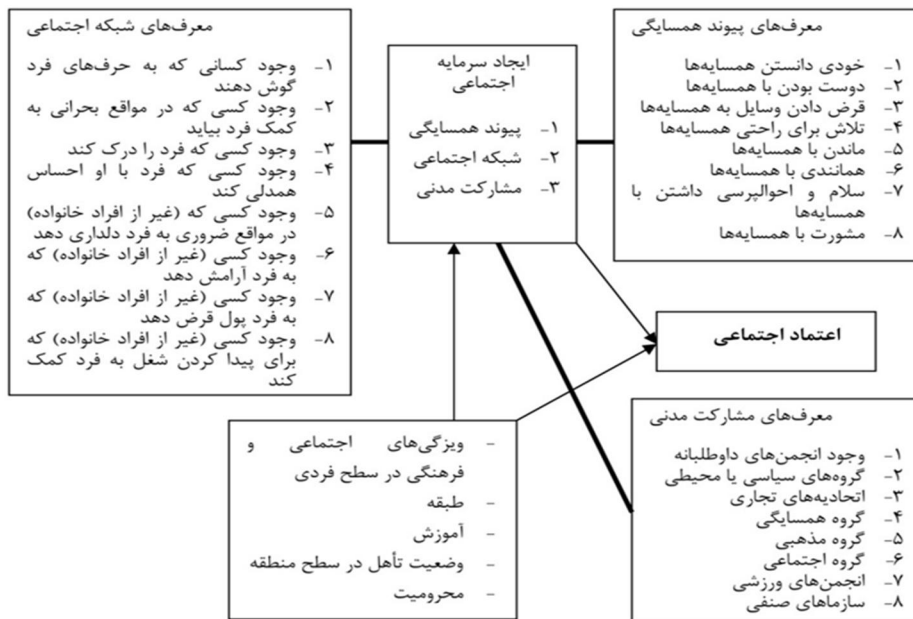 معرف‌های پیوند همسایگی
۱- خودی دانستن همسایه‌ها
۲- دوست بودن با همسایه‌ها
۳- قرض دادن وسایل به همسایه‌ها
۴- تلاش برای راحتی همسایه‌ها
۵- ماندن با همسایه‌ها
۶- همانندی با همسایه‌ها
۷- سلام و احوالپرسی داشتن با
همسایه‌ها
۸- مشورت با همسایه‌ها
ایجاد سرمایه
اجتماعی
۱- پیوند همسایگی
۲- شبکه اجتماعی
۳- مشارکت مدنی
معرف‌های شبکه اجتماعی
۱- وجود کسانی که به حرف‌های فرد
گوش دهند
۲- وجود کسی که در مواقع بحرانی به
کمک فرد بیاید
۳- وجود کسی که فرد را درک کند
۴- وجود کسی که فرد با او احساس
همدلی کند
۵- وجود کسی که (غیر از افراد خانواده)
در مواقع ضروری به فرد دلداری دهد
۶- وجود کسی (غیر از افراد خانواده) که
به فرد آرامش دهد
۷- وجود کسی (غیر از افراد خانواده) که
به فرد پول قرض دهد
۸- وجود کسی (غیر از افراد خانواده) که
برای پیدا کردن شغل به فرد کمک
کند
اعتماد اجتماعی
معرف‌های مشارکت مدنی
۱- وجود انجمن‌های داوطلبانه
۲- گروه‌های سیاسی یا محیطی
۳- اتحادیه‌های تجاری
۴- گروه همسایگی
۵- گروه مذهبی
۶- گروه اجتماعی
۷- انجمن‌های ورزشی
۸- سازماهای صنفی
- ویژگی‌های اجتماعی و
فرهنگی در سطح فردی
- طبقه
- آموزش
- وضعیت تأهل در سطح منطقه
- محرومیت